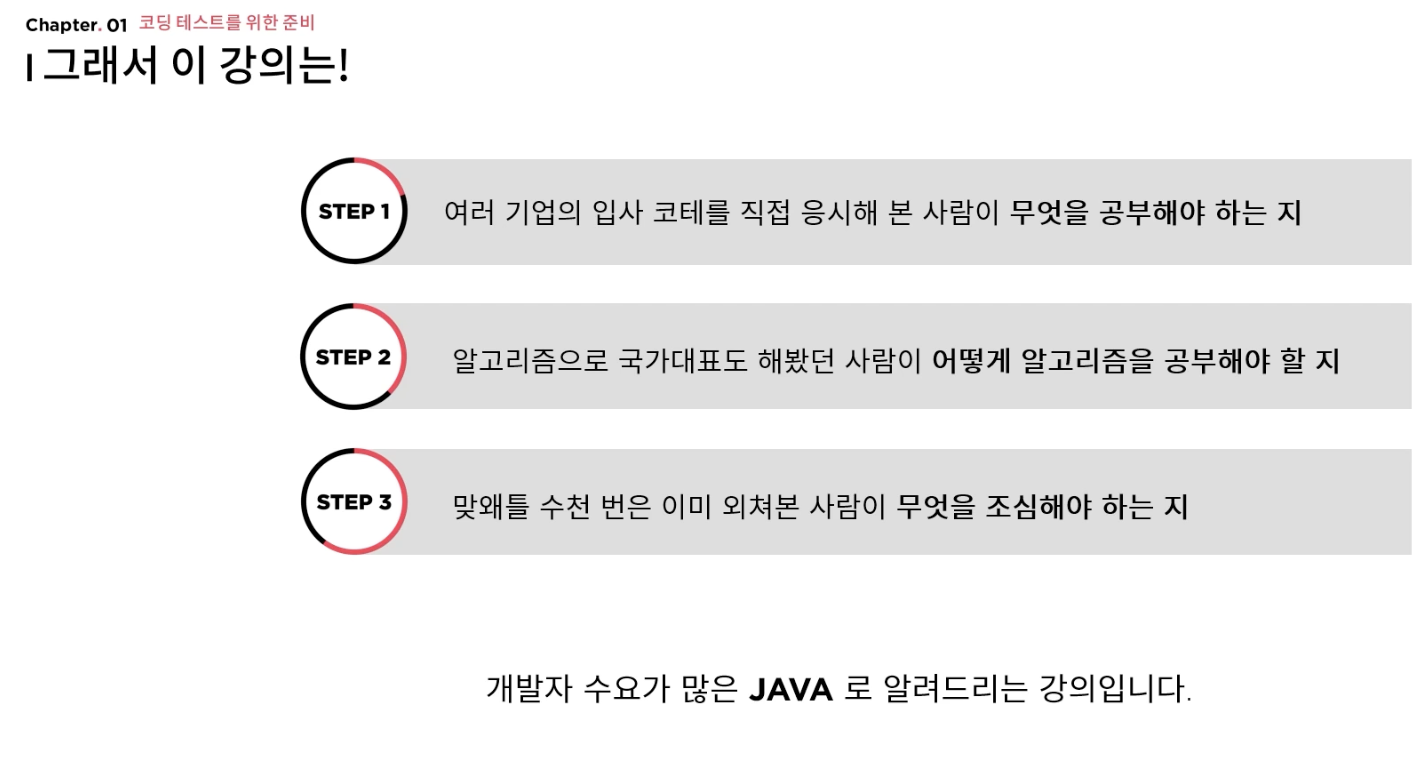 Chapter. 01 코딩 테스트를 위한 준비
그래서 이 강의는!
STEP 1 여러 기업의 입사 코테를 직접 응시해 본 사람이 무엇을 공부해야 하는 지
STEP 2 알고리즘으로 국가대표도 해봤던 사람이 어떻게 알고리즘을 공부해야 할 지
STEP 3 맞왜틀 수천 번은 이미 외쳐본 사람이 무엇을 조심해야 하는 지
개발자 수요가 많은 JAVA 로 알려드리는 강의입니다.